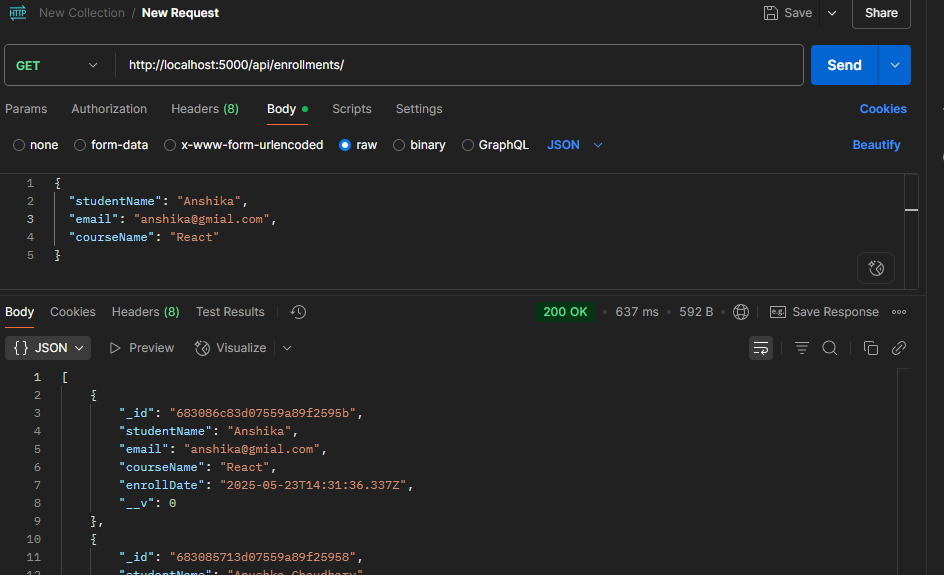 HTTP New Collection / New Request Save Share
GET http://localhost:5000/api/enrollments/ Send
Params Authorization Headers (8) Body Scripts Settings Cookies
none form-data x-www-form-urlencoded raw binary GraphQL JSON Beautify
1 {
2 "studentName": "Anshika",
3 "email": "anshika@gmial.com",
4 "courseName": "React"
5 }
Body Cookies Headers (8) Test Results 200 OK • 637 ms • 592 B • e.g. Save Response
{} JSON Preview Visualize
1 [
2 {
3 "_id": "683086c83d07559a89f2595b",
4 "studentName": "Anshika",
5 "email": "anshika@gmial.com",
6 "courseName": "React",
7 "enrollDate": "2025-05-23T14:31:36.337Z",
8 "__v": 0
9 },
10 {
11 "_id": "683085713d07559a89f25958",
12 "studentName": "Anushka Chaudhary"